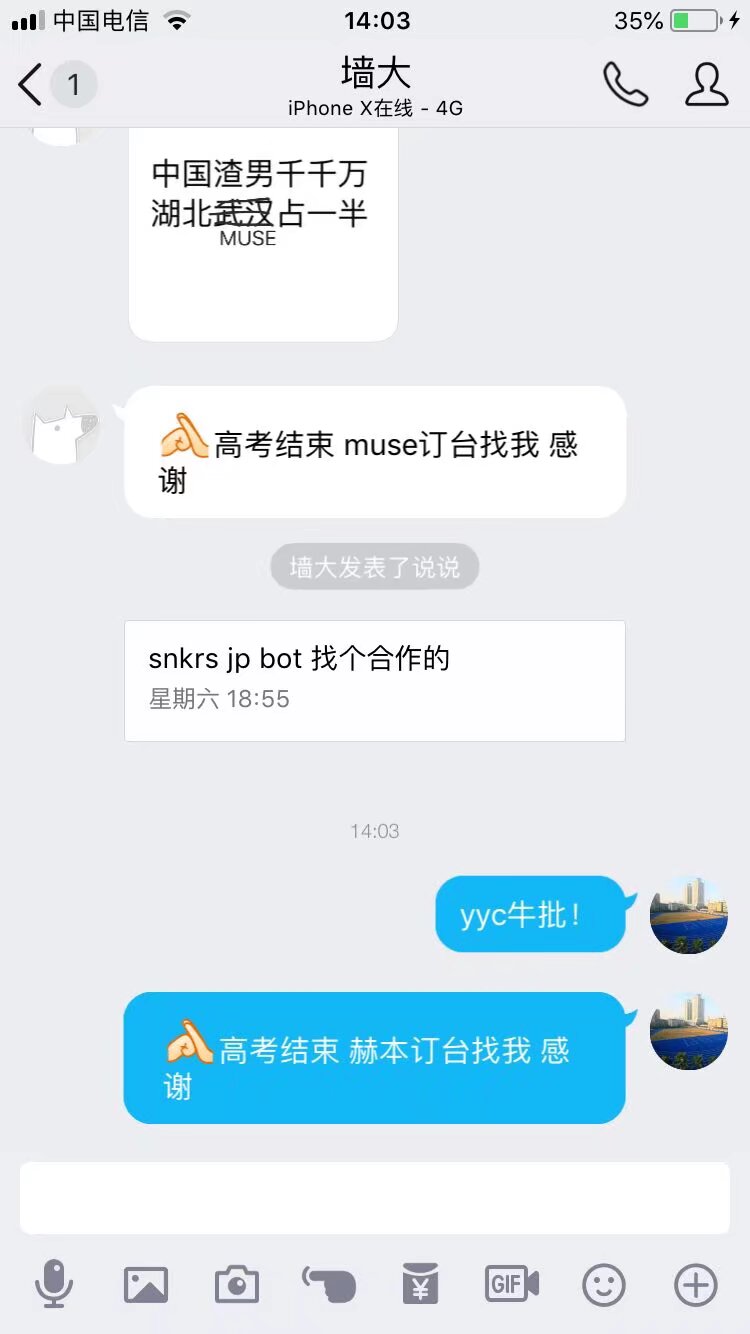 中国电信
14:03
35%
1
墙大
iPhone X在线 - 4G
中国渣男千千万
湖北武汉占一半
MUSE
高考结束 muse订台找我 感
谢
墙大发表了说说
snkrs jp bot 找个合作的
星期六 18:55
14:03
yyc牛批！
高考结束 赫本订台找我 感
谢
GIF